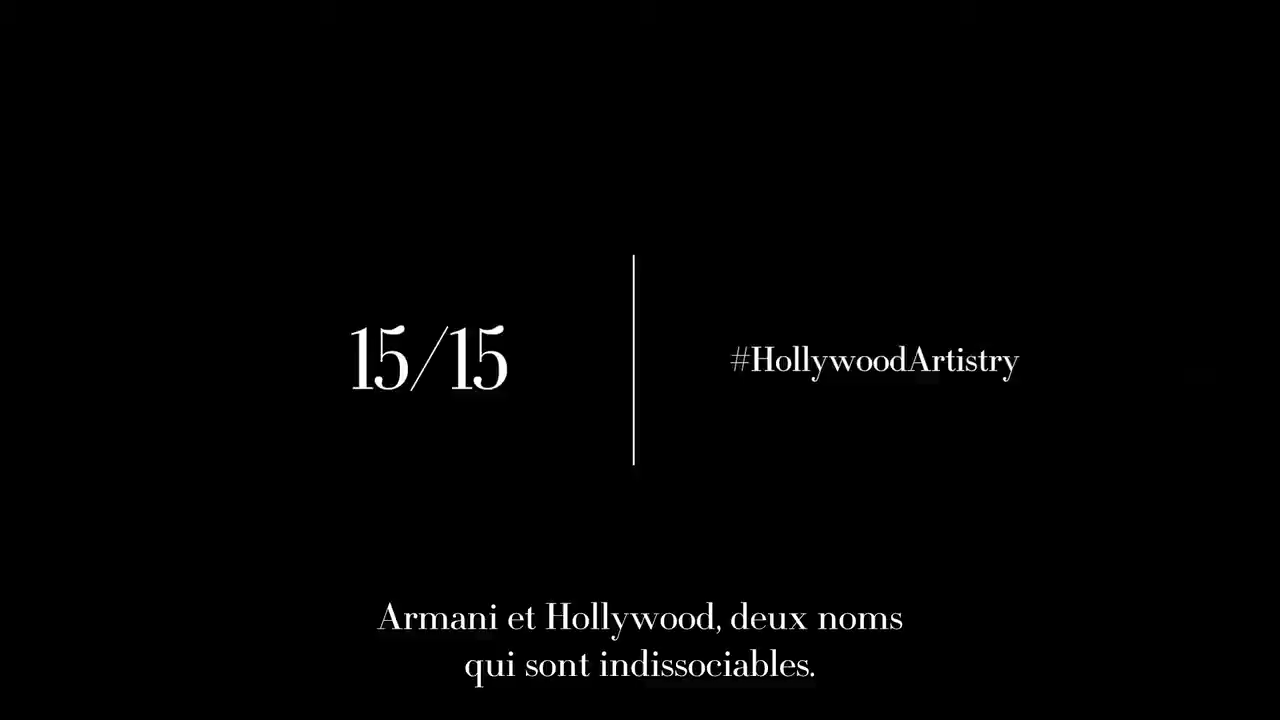 15/15
#HollywoodArtistry
Armani et Hollywood, deux noms
qui sont indissociables.